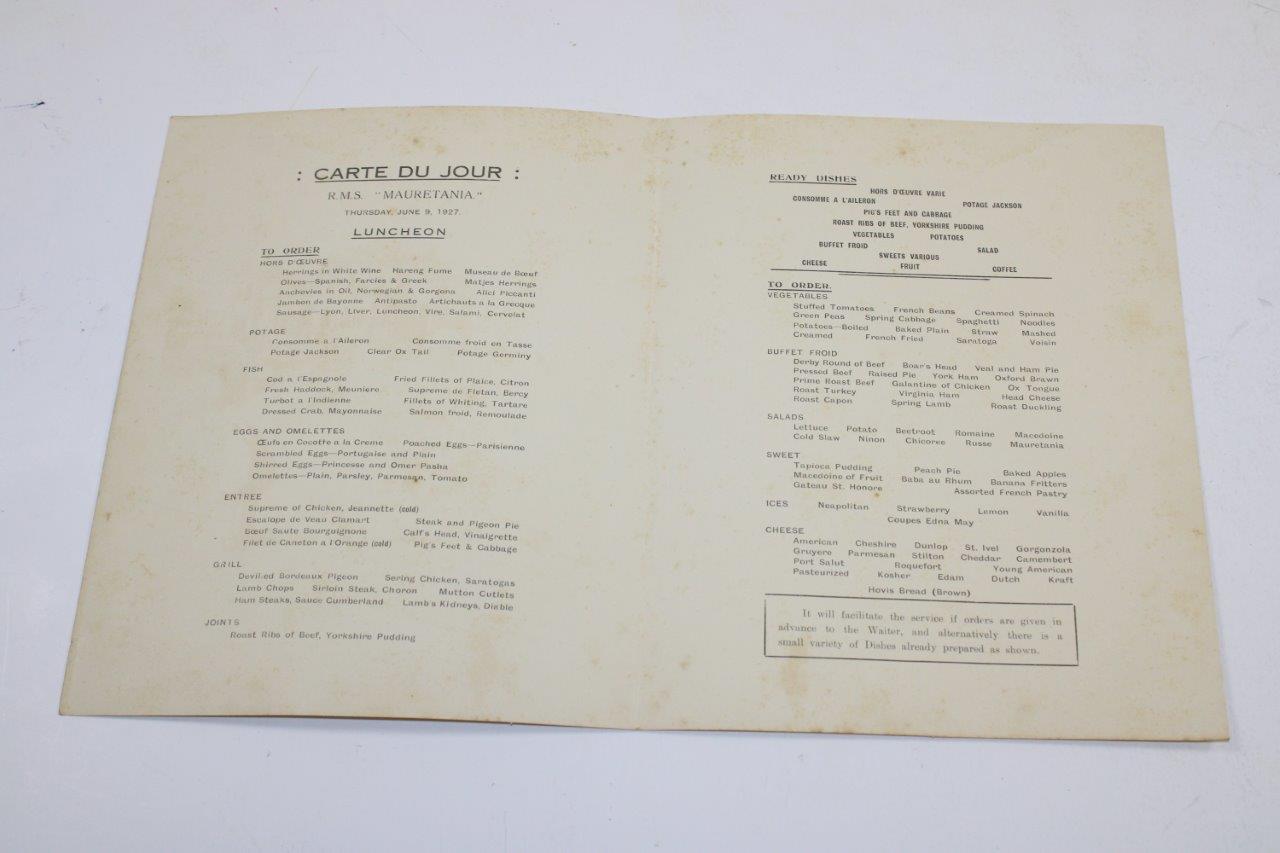 : CARTE DU JOUR :
R.M.S. "MAURETANIA."
THURSDAY, JUNE 9, 1927.
LUNCHEON
TO ORDER
HORS D'ŒUVRE
Herrings in White Wine Hareng Fume Museau de Bœuf
Olives—Spanish, Farcies & Greek Matjes Herrings
Anchovies in Oil, Norwegian & Gorgona Alici Piccanti
Jambon de Bayonne Antipasto Artichauts a la Grecque
Sausage—Lyon, Liver, Luncheon, Vire, Salami, Cervelat
POTAGE
Consomme a l'Aileron Consomme froid en Tasse
Potage Jackson Clear Ox Tail Potage Germiny
FISH
Cod a l'Espagnole Fried Fillets of Plaice, Citron
Fresh Haddock, Meuniere Supreme de Fletan, Bercy
Turbot a l'Indienne Fillets of Whiting, Tartare
Dressed Crab, Mayonnaise Salmon froid, Remoulade
EGGS AND OMELETTES
Œufs en Cocotte a la Creme Poached Eggs—Parisienne
Scrambled Eggs—Portugaise and Plain
Shirred Eggs—Princesse and Omer Pasha
Omelettes—Plain, Parsley, Parmesan, Tomato
ENTREE
Supreme of Chicken, Jeannette (cold)
Escalope de Veau Clamart Steak and Pigeon Pie
Bœuf Saute Bourguignone Calf's Head, Vinaigrette
Filet de Caneton a l'Orange (cold) Pig's Feet & Cabbage
GRILL
Devilled Bordeaux Pigeon Spring Chicken, Saratogas
Lamb Chops Sirloin Steak, Choron Mutton Cutlets
Ham Steaks, Sauce Cumberland Lamb's Kidneys, Diable
JOINTS
Roast Ribs of Beef, Yorkshire Pudding
READY DISHES
HORS D'ŒUVRE VARIE
CONSOMME A L'AILERON POTAGE JACKSON
PIG'S FEET AND CABBAGE
ROAST RIBS OF BEEF, YORKSHIRE PUDDING
VEGETABLES POTATOES
BUFFET FROID SALAD
SWEETS VARIOUS
CHEESE FRUIT COFFEE
TO ORDER.
VEGETABLES
Stuffed Tomatoes French Beans Creamed Spinach
Green Peas Spring Cabbage Spaghetti Noodles
Potatoes—Boiled Baked Plain Straw Mashed
Creamed French Fried Saratoga Voisin
BUFFET FROID
Derby Round of Beef Boar's Head Veal and Ham Pie
Pressed Beef Raised Pie York Ham Oxford Brawn
Prime Roast Beef Galantine of Chicken Ox Tongue
Roast Turkey Virginia Ham Head Cheese
Roast Capon Spring Lamb Roast Duckling
SALADS
Lettuce Potato Beetroot Romaine Macedoine
Cold Slaw Ninon Chicoree Russe Mauretania
SWEET
Tapioca Pudding Peach Pie Baked Apples
Macedoine of Fruit Baba au Rhum Banana Fritters
Gateau St. Honore Assorted French Pastry
ICES Neapolitan Strawberry Lemon Vanilla
Coupes Edna May
CHEESE
American Cheshire Dunlop St. Ivel Gorgonzola
Gruyere Parmesan Stilton Cheddar Camembert
Port Salut Roquefort Young American
Pasteurized Kosher Edam Dutch Kraft
Hovis Bread (Brown)
It will facilitate the service if orders are given in
advance to the Waiter, and alternatively there is a
small variety of Dishes already prepared as shown.